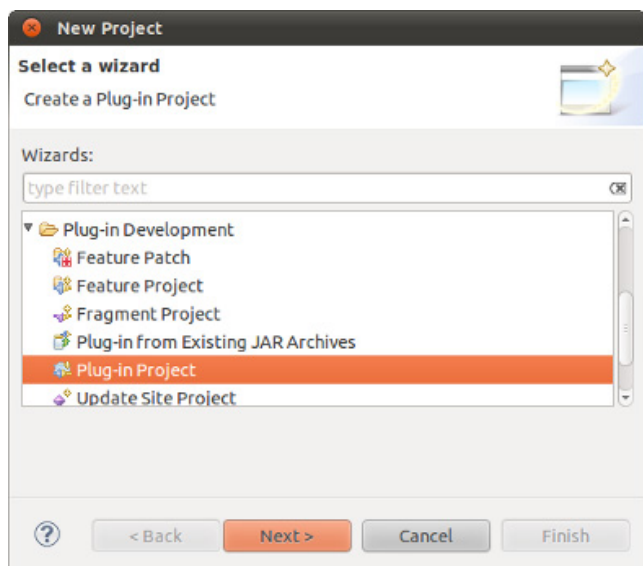 New Project
Select a wizard
Create a Plug-in Project
Wizards:
type filter text
Plug-in Development
Feature Patch
Feature Project
Fragment Project
Plug-in from Existing JAR Archives
Plug-in Project
Update Site Project
? < Back Next > Cancel Finish